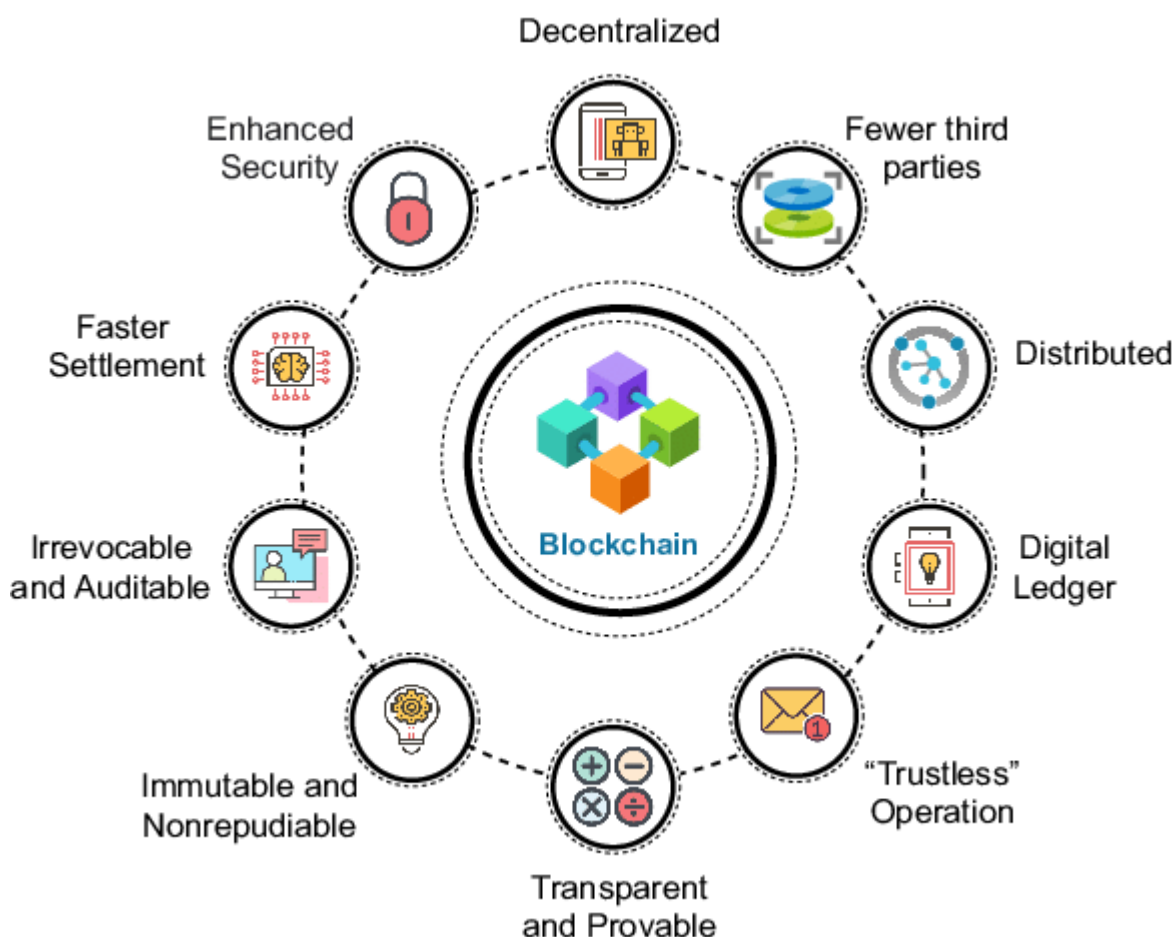 Decentralized
Enhanced
Security
Fewer third
parties
Faster
Settlement
Distributed
Blockchain
Irrevocable
and Auditable
Digital
Ledger
Immutable and
Nonrepudiable
“Trustless”
Operation
Transparent
and Provable
1